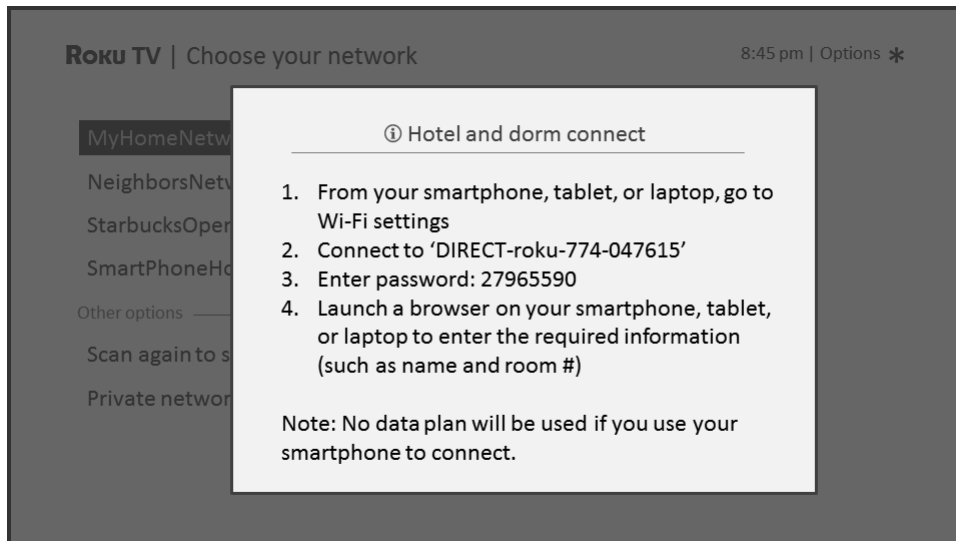 ROKU TV | Choose your network
8:45 pm | Options ✱
MyHomeNetw
NeighborsNetw
StarbucksOper
SmartPhoneHo
Other options
Scan again to s
Private networ
ⓘ Hotel and dorm connect
1. From your smartphone, tablet, or laptop, go to
Wi-Fi settings
2. Connect to ‘DIRECT-roku-774-047615’
3. Enter password: 27965590
4. Launch a browser on your smartphone, tablet,
or laptop to enter the required information
(such as name and room #)
Note: No data plan will be used if you use your
smartphone to connect.